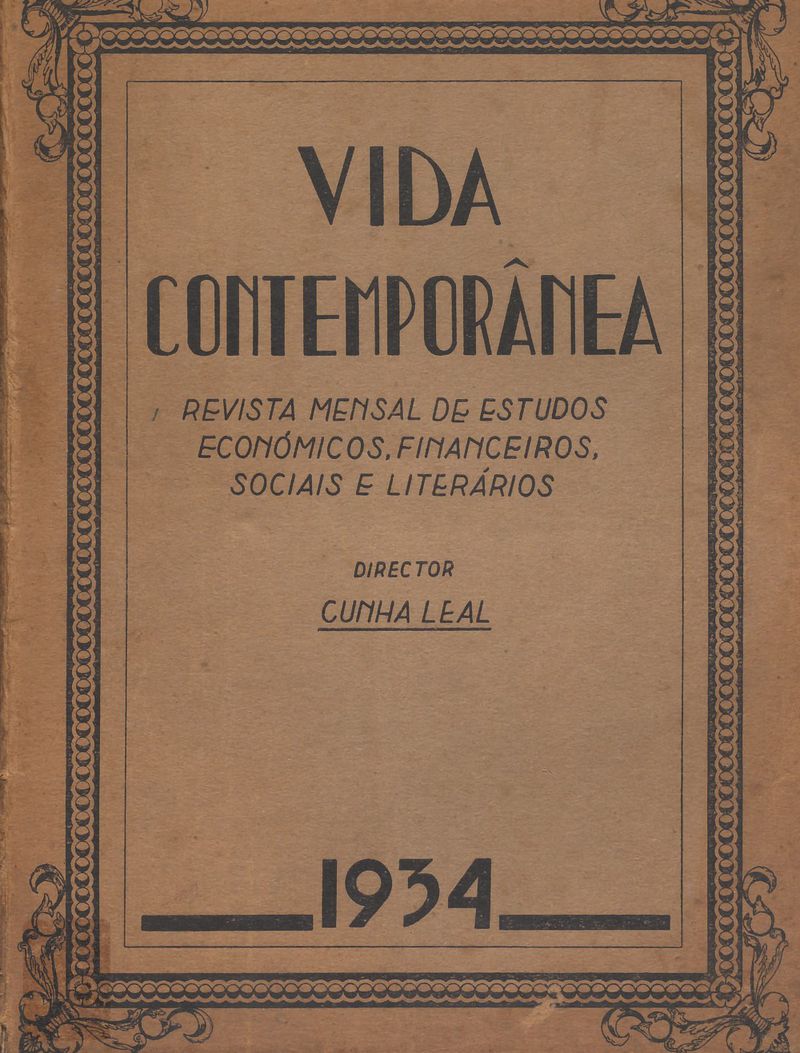 VIDA
CONTEMPORÂNEA
REVISTA MENSAL DE ESTUDOS
ECONÓMICOS, FINANCEIROS,
SOCIAIS E LITERÁRIOS
DIRECTOR
CUNHA LEAL
1934